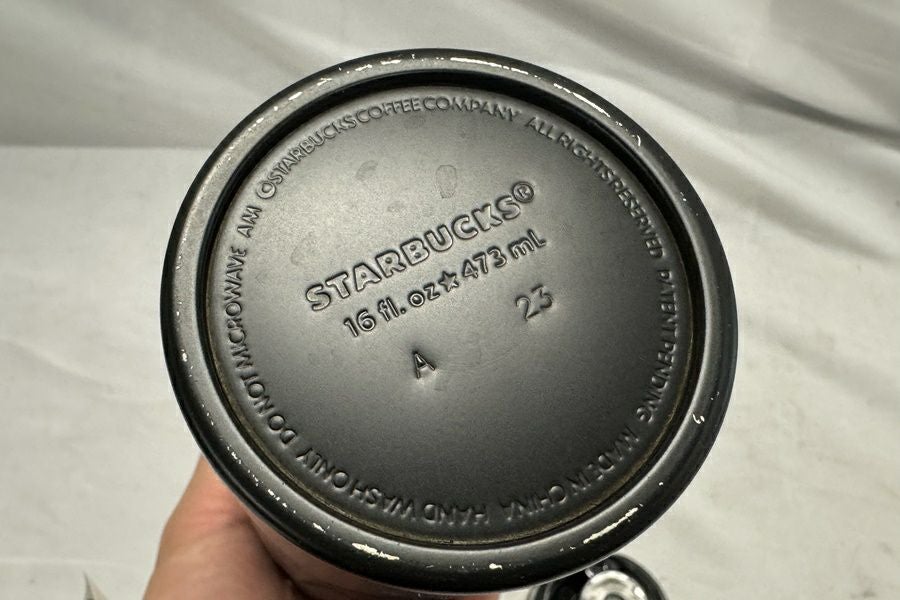 STARBUCKS®
16 fl. oz★473 mL
A 23
©STARBUCKS COFFEE COMPANY ALL RIGHTS RESERVED PATENT PENDING MADE IN CHINA HAND WASH ONLY DO NOT MICROWAVE AM